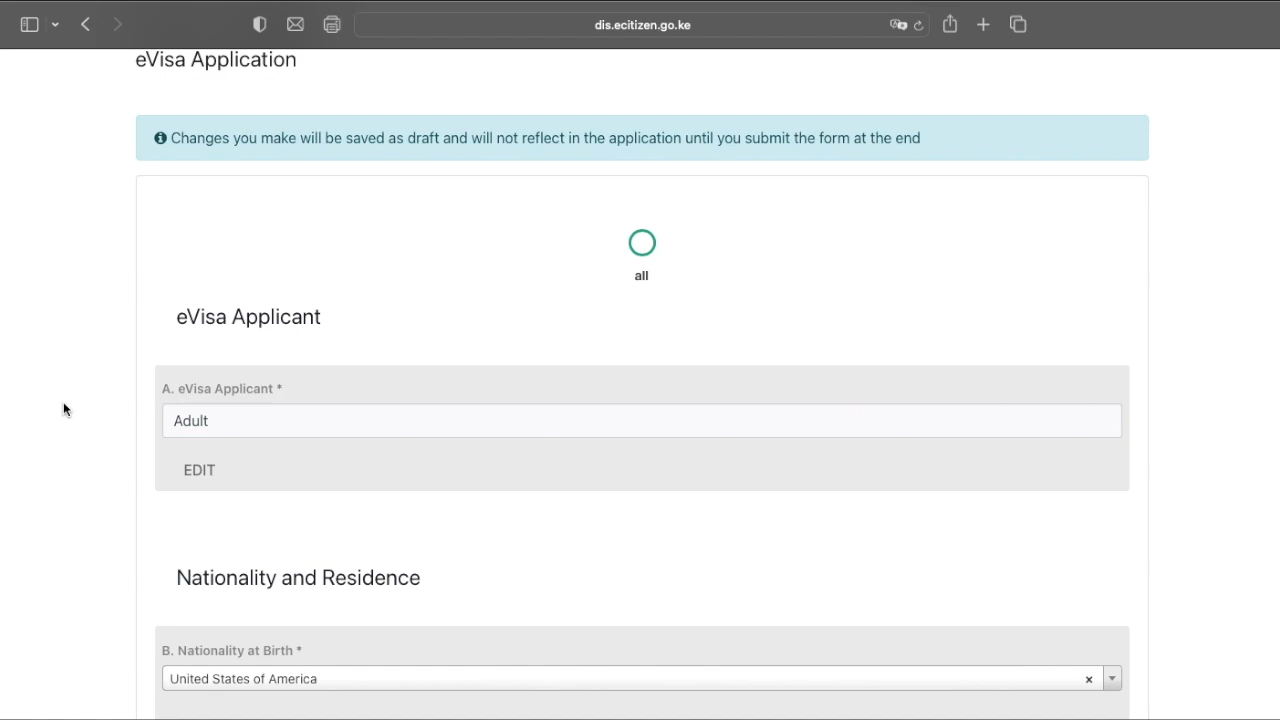 dis.ecitizen.go.ke
eVisa Application
Changes you make will be saved as draft and will not reflect in the application until you submit the form at the end
all
eVisa Applicant
A. eVisa Applicant *
Adult
EDIT
Nationality and Residence
B. Nationality at Birth *
United States of America